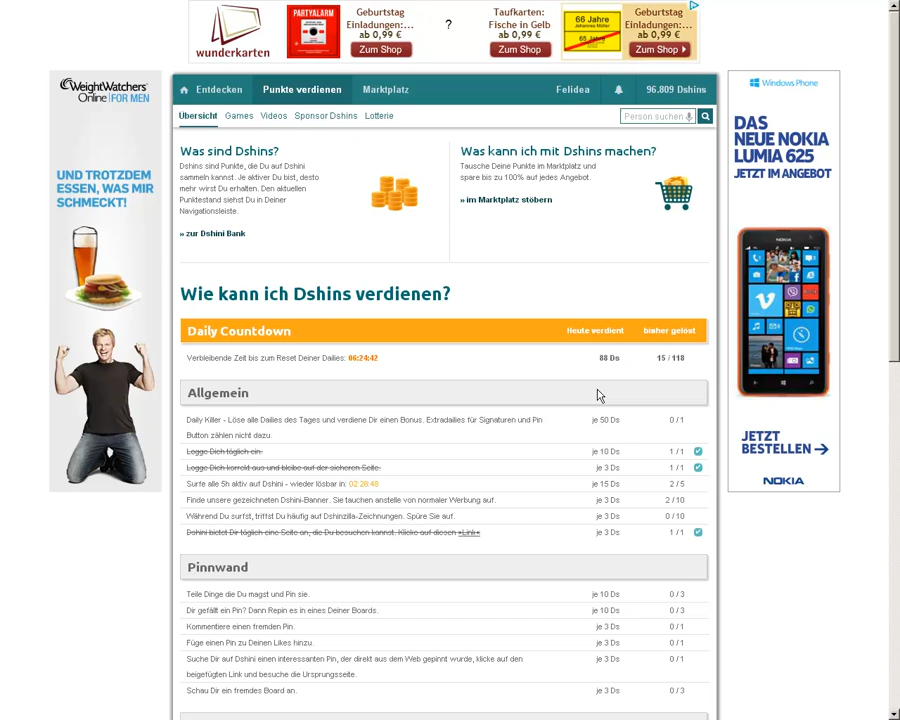 wunderkarten
PARTYALARM
Geburtstag
Einladungen:...
ab 0,99 €
Zum Shop
?
Taufkarten:
Fische in Gelb
ab 0,99 €
Zum Shop
66 Jahre
65 Jahre
Geburtstag
Einladungen:...
ab 0,99 €
Zum Shop
WeightWatchers
Online FOR MEN
UND TROTZDEM
ESSEN, WAS MIR
SCHMECKT!
Entdecken Punkte verdienen Marktplatz Felidea 96.809 Dshins
Übersicht Games Videos Sponsor Dshins Lotterie Person suchen
Was sind Dshins?
Dshins sind Punkte, die Du auf Dshini
sammeln kannst. Je aktiver Du bist, desto
mehr wirst Du erhalten. Den aktuellen
Punktestand siehst Du in Deiner
Navigationsleiste.
» zur Dshini Bank
Was kann ich mit Dshins machen?
Tausche Deine Punkte im Marktplatz und
spare bis zu 100% auf jedes Angebot.
» im Marktplatz stöbern
Wie kann ich Dshins verdienen?
Daily Countdown Heute verdient bisher gelöst
Verbleibende Zeit bis zum Reset Deiner Dailies: 06:24:42 88 Ds 15 / 118
Allgemein
Daily Killer - Löse alle Dailies des Tages und verdiene Dir einen Bonus. Extradailies für Signaturen und Pin je 50 Ds 0 / 1
Button zählen nicht dazu.
Logge Dich täglich ein. je 10 Ds 1 / 1
Logge Dich korrekt aus und bleibe auf der sicheren Seite. je 3 Ds 1 / 1
Surfe alle 5h aktiv auf Dshini - wieder lösbar in: 02:28:48 je 15 Ds 2 / 5
Finde unsere gezeichneten Dshini-Banner. Sie tauchen anstelle von normaler Werbung auf. je 3 Ds 2 / 10
Während Du surfst, triffst Du häufig auf Dshinzilla-Zeichnungen. Spüre Sie auf. je 3 Ds 0 / 10
Dshini bietet Dir täglich eine Seite an, die Du besuchen kannst. Klicke auf diesen »Link« je 3 Ds 1 / 1
Pinnwand
Teile Dinge die Du magst und Pin sie. je 10 Ds 0 / 3
Dir gefällt ein Pin? Dann Repin es in eines Deiner Boards. je 10 Ds 0 / 3
Kommentiere einen fremden Pin. je 3 Ds 0 / 1
Füge einen Pin zu Deinen Likes hinzu. je 3 Ds 0 / 1
Suche Dir auf Dshini einen interessanten Pin, der direkt aus dem Web gepinnt wurde, klicke auf den je 3 Ds 0 / 1
beigefügten Link und besuche die Ursprungsseite.
Schau Dir ein fremdes Board an. je 3 Ds 0 / 3
Windows Phone
DAS
NEUE NOKIA
LUMIA 625
JETZT IM ANGEBOT
NOKIA
JETZT
BESTELLEN
NOKIA